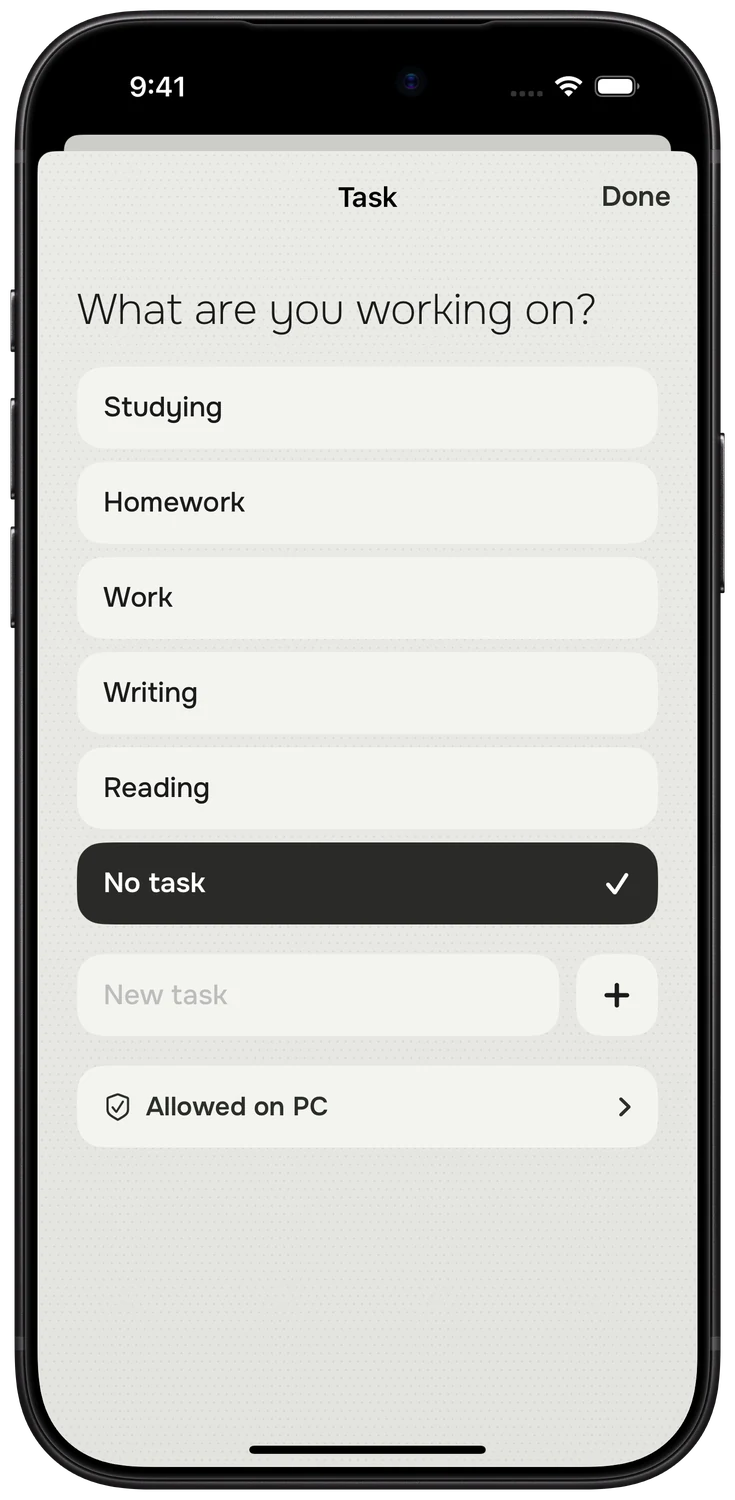 9:41
Task
Done
What are you working on?
Studying
Homework
Work
Writing
Reading
No task
New task
Allowed on PC